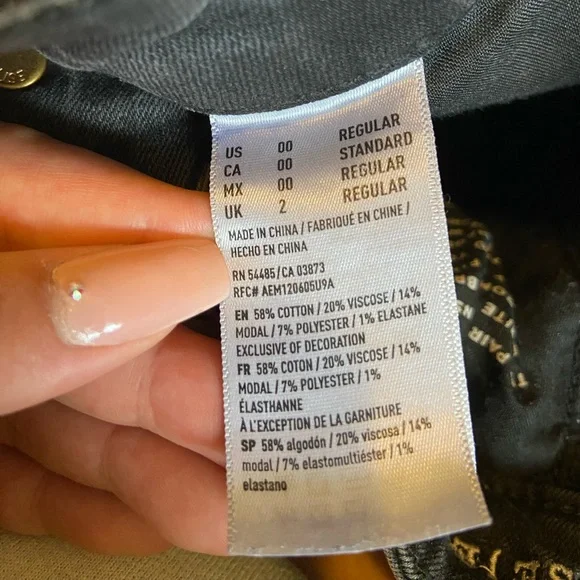 US 00 REGULAR
CA 00 STANDARD
MX 00 REGULAR
UK 2 REGULAR
MADE IN CHINA / FABRIQUÉ EN CHINE /
HECHO EN CHINA
RN 54485/CA 03873
RFC# AEM120605U9A
EN 58% COTTON / 20% VISCOSE / 14%
MODAL / 7% POLYESTER / 1% ELASTANE
EXCLUSIVE OF DECORATION
FR 58% COTON / 20% VISCOSE / 14%
MODAL / 7% POLYESTER / 1%
ÉLASTHANNE
À L'EXCEPTION DE LA GARNITURE
SP 58% algodón / 20% viscosa / 14%
modal / 7% elastomultiéster / 1%
elastano
PAIR